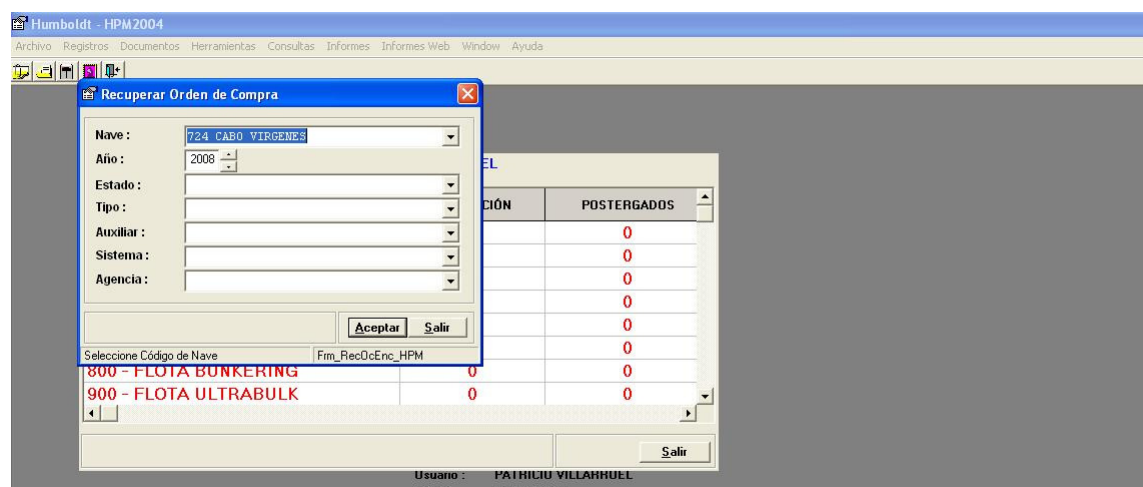 Humboldt - HPM2004
Archivo Registros Documentos Herramientas Consultas Informes Informes Web Window Ayuda
Recuperar Orden de Compra
Nave : 724 CABO VIRGENES
Año : 2008
Estado :
Tipo :
Auxiliar :
Sistema :
Agencia :
Aceptar Salir
Seleccione Código de Nave Frm_RecOcEnc_HPM
EL
CIÓN POSTERGADOS
0
0
0
0
0
0
800 - FLOTA BUNKERING 0 0
900 - FLOTA ULTRABULK 0 0
Salir
Usuario : PATRICIO VILLARRUEL